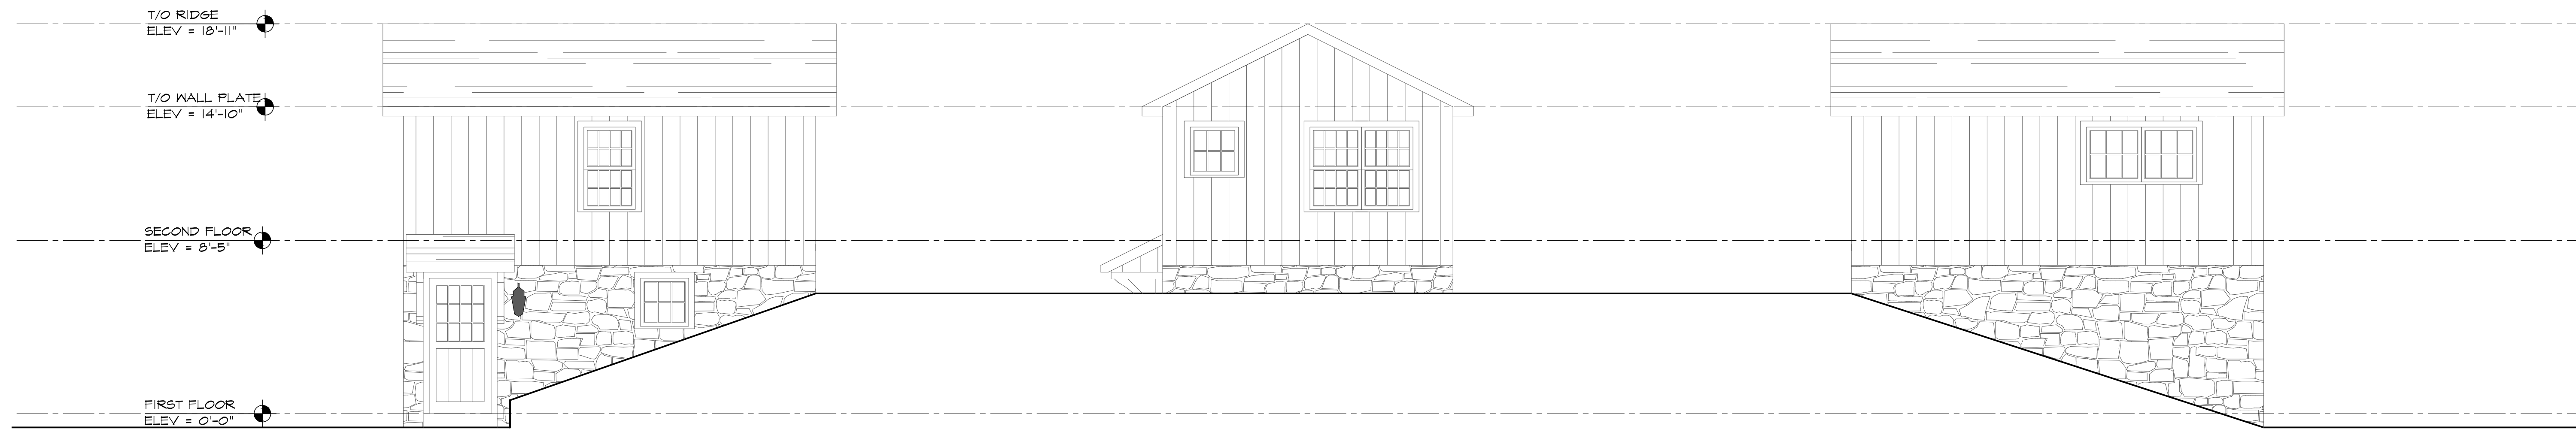 T/O RIDGE
ELEV = 18'-11"
T/O WALL PLATE
ELEV = 14'-10"
SECOND FLOOR
ELEV = 8'-5"
FIRST FLOOR
ELEV = 0'-0"